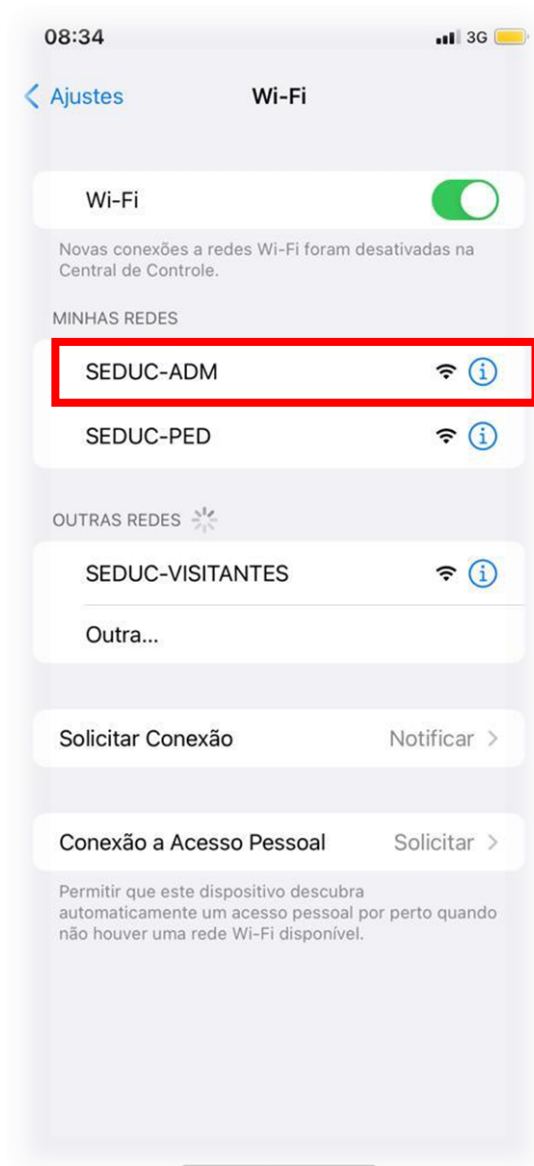 08:34 3G
Ajustes Wi-Fi
Wi-Fi
Novas conexões a redes Wi-Fi foram desativadas na
Central de Controle.
MINHAS REDES
SEDUC-ADM
SEDUC-PED
OUTRAS REDES
SEDUC-VISITANTES
Outra...
Solicitar Conexão Notificar
Conexão a Acesso Pessoal Solicitar
Permitir que este dispositivo descubra
automaticamente um acesso pessoal por perto quando
não houver uma rede Wi-Fi disponível.